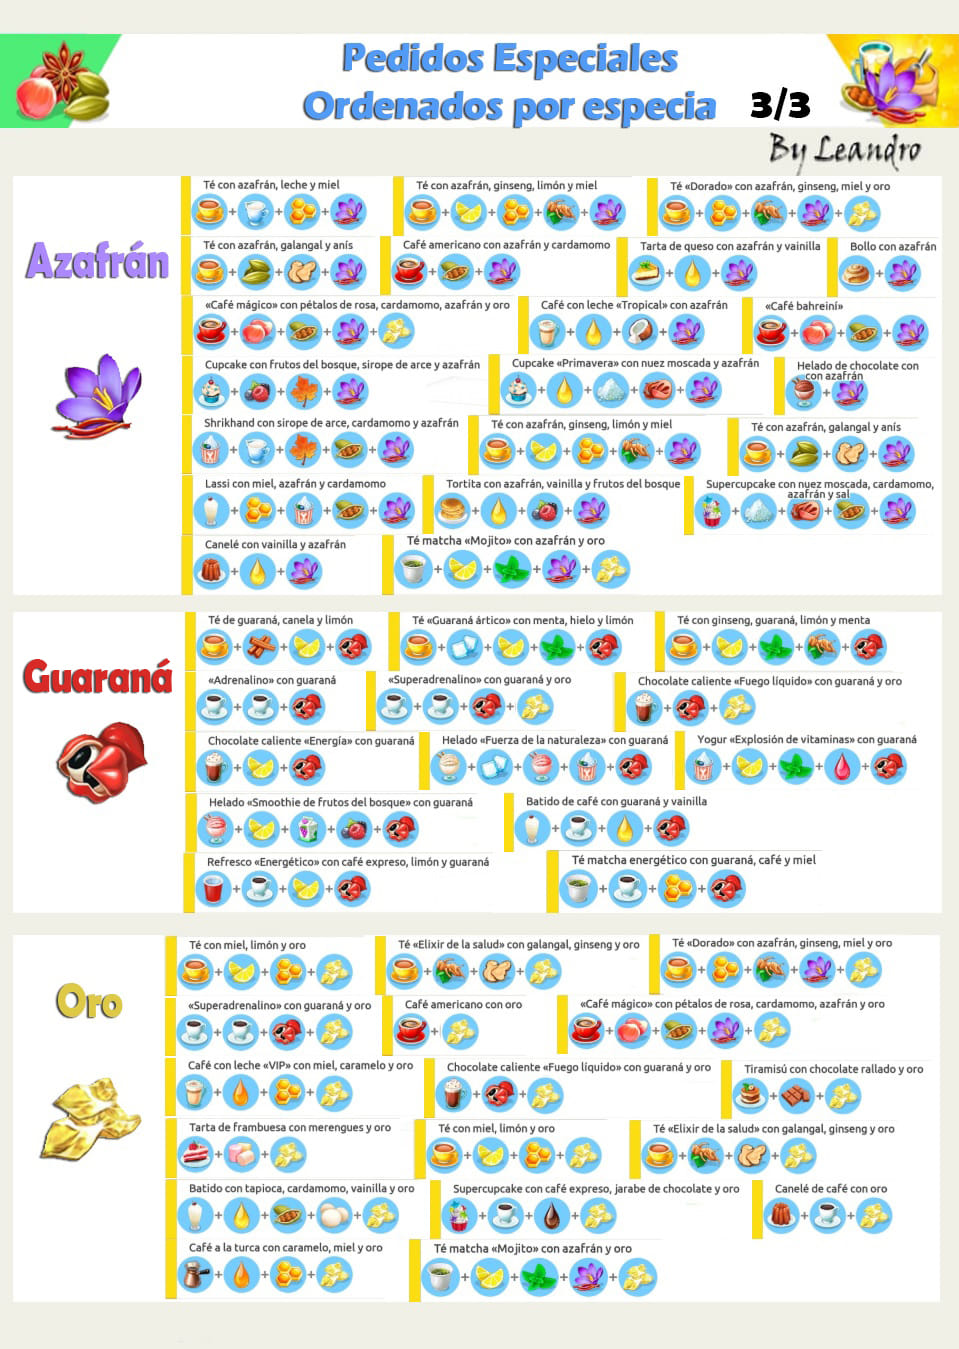 Pedidos Especiales
Ordenados por especia 3/3
By Leandro
Azafrán
Té con azafrán, leche y miel
Té con azafrán, ginseng, limón y miel
Té «Dorado» con azafrán, ginseng, miel y oro
Té con azafrán, galangal y anís
Café americano con azafrán y cardamomo
Tarta de queso con azafrán y vainilla
Bollo con azafrán
«Café mágico» con pétalos de rosa, cardamomo, azafrán y oro
Café con leche «Tropical» con azafrán
«Café bahreiní»
Cupcake con frutos del bosque, sirope de arce y azafrán
Cupcake «Primavera» con nuez moscada y azafrán
Helado de chocolate con
con azafrán
Shrikhand con sirope de arce, cardamomo y azafrán
Té con azafrán, ginseng, limón y miel
Té con azafrán, galangal y anís
Lassi con miel, azafrán y cardamomo
Tortita con azafrán, vainilla y frutos del bosque
Supercupcake con nuez moscada, cardamomo,
azafrán y sal
Canelé con vainilla y azafrán
Té matcha «Mojito» con azafrán y oro
Guaraná
Té de guaraná, canela y limón
Té «Guaraná ártico» con menta, hielo y limón
Té con ginseng, guaraná, limón y menta
«Adrenalino» con guaraná
«Superadrenalino» con guaraná y oro
Chocolate caliente «Fuego líquido» con guaraná y oro
Chocolate caliente «Energía» con guaraná
Helado «Fuerza de la naturaleza» con guaraná
Yogur «Explosión de vitaminas» con guaraná
Helado «Smoothie de frutos del bosque» con guaraná
Batido de café con guaraná y vainilla
Refresco «Energético» con café expreso, limón y guaraná
Té matcha energético con guaraná, café y miel
Oro
Té con miel, limón y oro
Té «Elixir de la salud» con galangal, ginseng y oro
Té «Dorado» con azafrán, ginseng, miel y oro
«Superadrenalino» con guaraná y oro
Café americano con oro
«Café mágico» con pétalos de rosa, cardamomo, azafrán y oro
Café con leche «VIP» con miel, caramelo y oro
Chocolate caliente «Fuego líquido» con guaraná y oro
Tiramisú con chocolate rallado y oro
Tarta de frambuesa con merengues y oro
Té con miel, limón y oro
Té «Elixir de la salud» con galangal, ginseng y oro
Batido con tapioca, cardamomo, vainilla y oro
Supercupcake con café expreso, jarabe de chocolate y oro
Canelé de café con oro
Café a la turca con caramelo, miel y oro
Té matcha «Mojito» con azafrán y oro